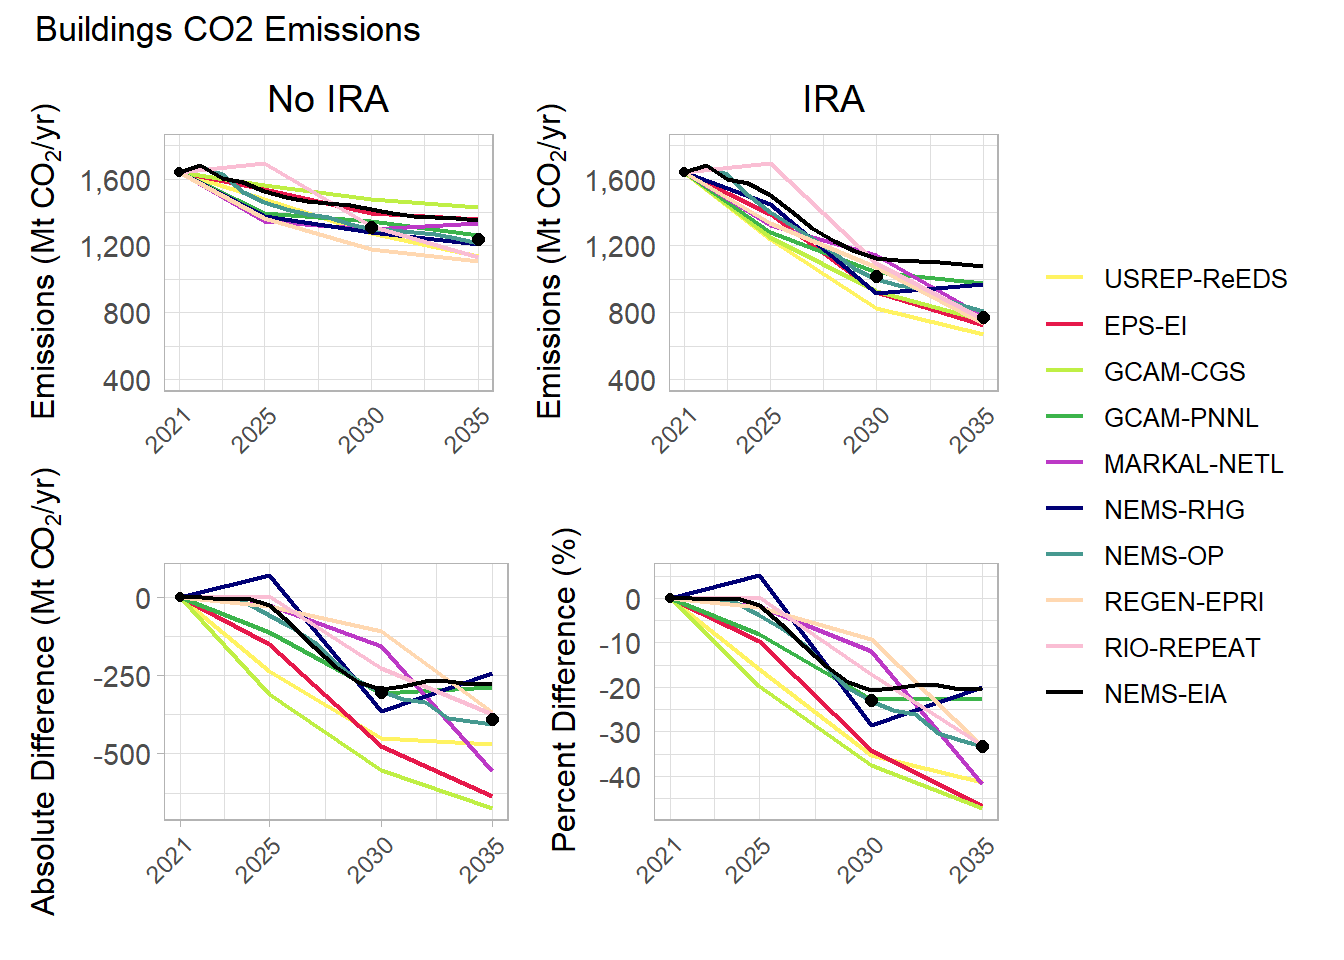 Buildings CO2 Emissions
No IRA
IRA
Emissions (Mt CO₂/yr)
1,600
1,200
800
400
2021
2025
2030
2035
Emissions (Mt CO₂/yr)
1,600
1,200
800
400
2021
2025
2030
2035
Absolute Difference (Mt CO₂/yr)
0
-250
-500
2021
2025
2030
2035
Percent Difference (%)
0
-10
-20
-30
-40
2021
2025
2030
2035
USREP-ReEDS
EPS-EI
GCAM-CGS
GCAM-PNNL
MARKAL-NETL
NEMS-RHG
NEMS-OP
REGEN-EPRI
RIO-REPEAT
NEMS-EIA